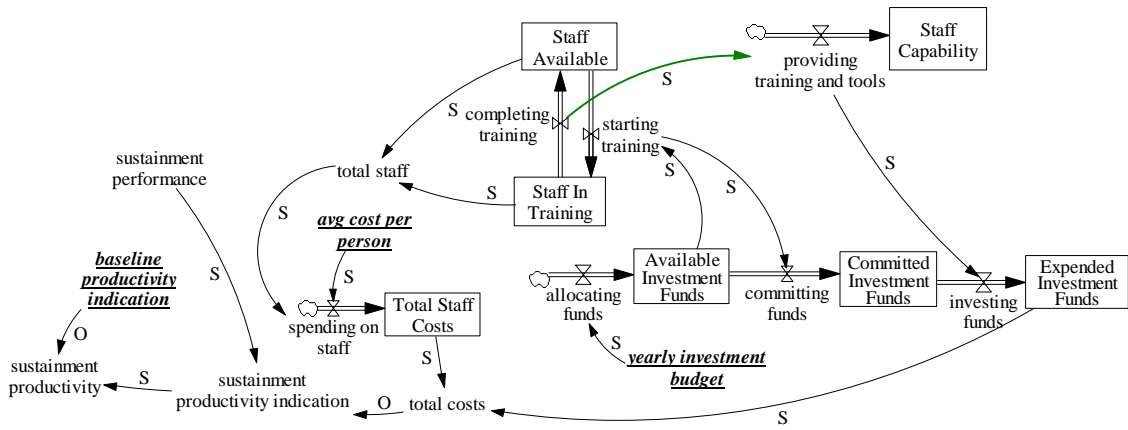 Staff
Available
Staff
Capability
providing
training and tools
S
S
completing
training
starting
training
S
sustainment
performance
total staff
S
S
S
Staff In
Training
S
avg cost per
person
S
baseline
productivity
indication
S
S
Available
Investment
Funds
Committed
Investment
Funds
Expended
Investment
Funds
allocating
funds
committing
funds
investing
funds
Total Staff
Costs
spending on
staff
O
S
S
yearly investment
budget
sustainment
productivity
S
sustainment
productivity indication
O
total costs
S